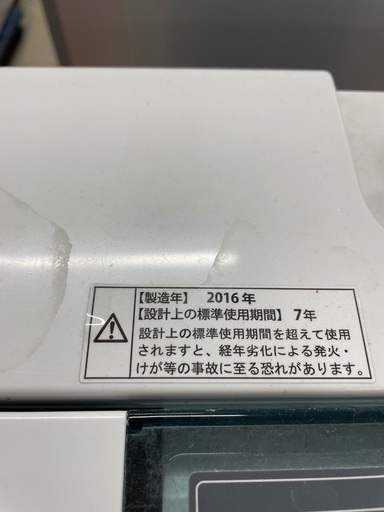 【製造年】 2016年
【設計上の標準使用期間】 7年
設計上の標準使用期間を超えて使用
されますと、経年劣化による発火・
けが等の事故に至る恐れがあります。